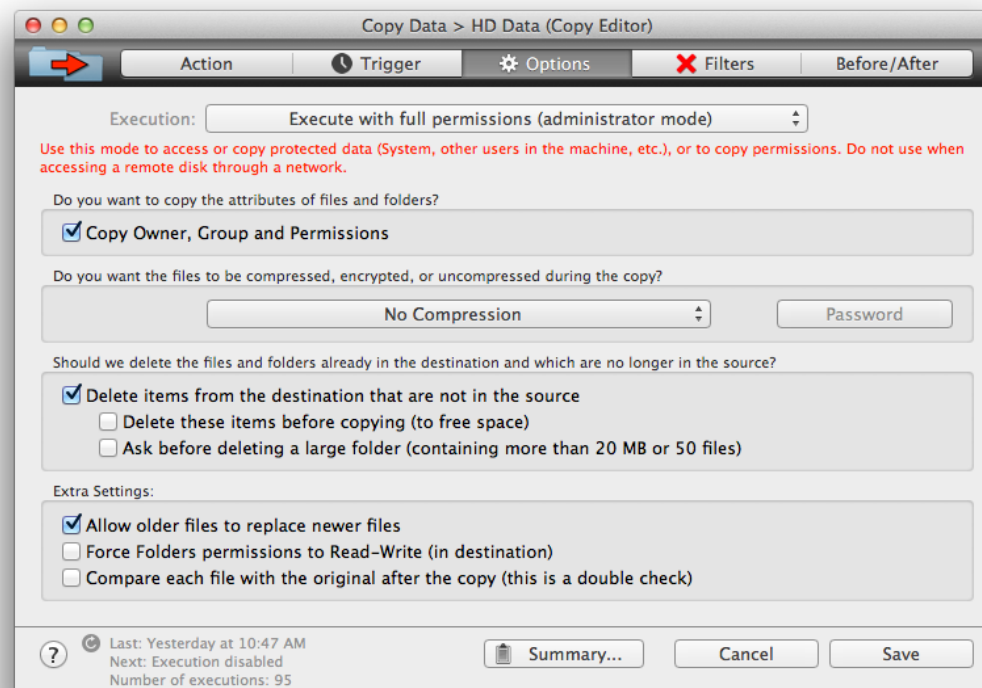 Copy Data > HD Data (Copy Editor)
Action Trigger Options Filters Before/After
Execution: Execute with full permissions (administrator mode)
Use this mode to access or copy protected data (System, other users in the machine, etc.), or to copy permissions. Do not use when
accessing a remote disk through a network.
Do you want to copy the attributes of files and folders?
Copy Owner, Group and Permissions
Do you want the files to be compressed, encrypted, or uncompressed during the copy?
No Compression Password
Should we delete the files and folders already in the destination and which are no longer in the source?
Delete items from the destination that are not in the source
Delete these items before copying (to free space)
Ask before deleting a large folder (containing more than 20 MB or 50 files)
Extra Settings:
Allow older files to replace newer files
Force Folders permissions to Read-Write (in destination)
Compare each file with the original after the copy (this is a double check)
? Last: Yesterday at 10:47 AM
Next: Execution disabled
Number of executions: 95
Summary... Cancel Save